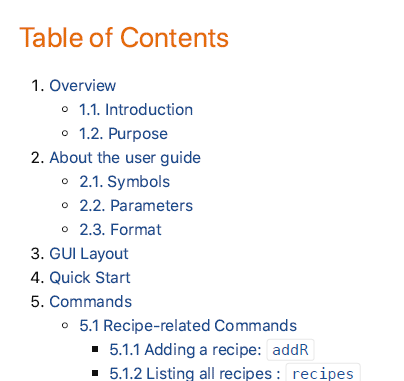 Table of Contents
1. Overview
1.1. Introduction
1.2. Purpose
2. About the user guide
2.1. Symbols
2.2. Parameters
2.3. Format
3. GUI Layout
4. Quick Start
5. Commands
5.1 Recipe-related Commands
5.1.1 Adding a recipe: addR
5.1.2 Listing all recipes : recipes